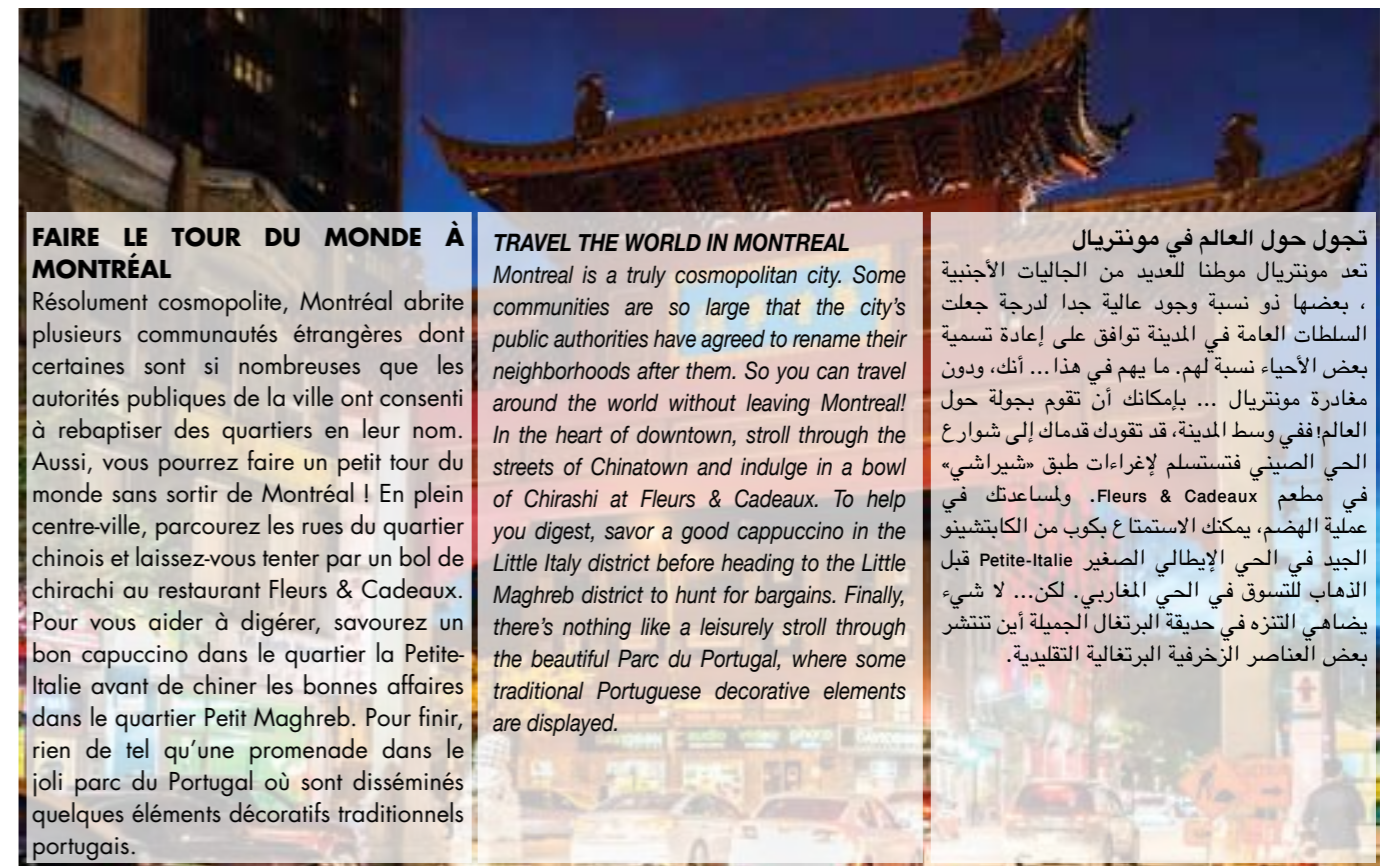 FAIRE LE TOUR DU MONDE À
MONTRÉAL
Résolument cosmopolite, Montréal abrite
plusieurs communautés étrangères dont
certaines sont si nombreuses que les
autorités publiques de la ville ont consenti
à rebaptiser des quartiers en leur nom.
Aussi, vous pourrez faire un petit tour du
monde sans sortir de Montréal ! En plein
centre-ville, parcourez les rues du quartier
chinois et laissez-vous tenter par un bol de
chirachi au restaurant Fleurs & Cadeaux.
Pour vous aider à digérer, savourez un
bon capuccino dans le quartier la Petite-
Italie avant de chiner les bonnes affaires
dans le quartier Petit Maghreb. Pour finir,
rien de tel qu'une promenade dans le
joli parc du Portugal où sont disséminés
quelques éléments décoratifs traditionnels
portugais.
TRAVEL THE WORLD IN MONTREAL
Montreal is a truly cosmopolitan city. Some
communities are so large that the city's
public authorities have agreed to rename their
neighborhoods after them. So you can travel
around the world without leaving Montreal!
In the heart of downtown, stroll through the
streets of Chinatown and indulge in a bowl
of Chirashi at Fleurs & Cadeaux. To help
you digest, savor a good cappuccino in the
Little Italy district before heading to the Little
Maghreb district to hunt for bargains. Finally,
there's nothing like a leisurely stroll through
the beautiful Parc du Portugal, where some
traditional Portuguese decorative elements
are displayed.
تجول حول العالم في مونتريال
تعد مونتريال موطنا للعديد من الجاليات الأجنبية
، بعضها ذو نسبة وجود عالية جدا لدرجة جعلت
السلطات العامة في المدينة توافق على إعادة تسمية
بعض الأحياء نسبة لهم. ما يهم في هذا ... أنك، ودون
مغادرة مونتريال ... بإمكانك أن تقوم بجولة حول
العالم!ففي وسط المدينة، قد تقودك قدماك إلى شوارع
الحي الصيني فتستسلم لإغراءات طبق «شيراشي»
في مطعم Fleurs & Cadeaux. ولمساعدتك في
عملية الهضم، يمكنك الاستمتاع بكوب من الكابتشينو
الجيد في الحي الإيطالي الصغير Petite-Italie قبل
الذهاب للتسوق في الحي المغاربي. لكن... لا شيء
يضاهي التنزه في حديقة البرتغال الجميلة أين تنتشر
بعض العناصر الزخرفية البرتغالية التقليدية.
audio video photo